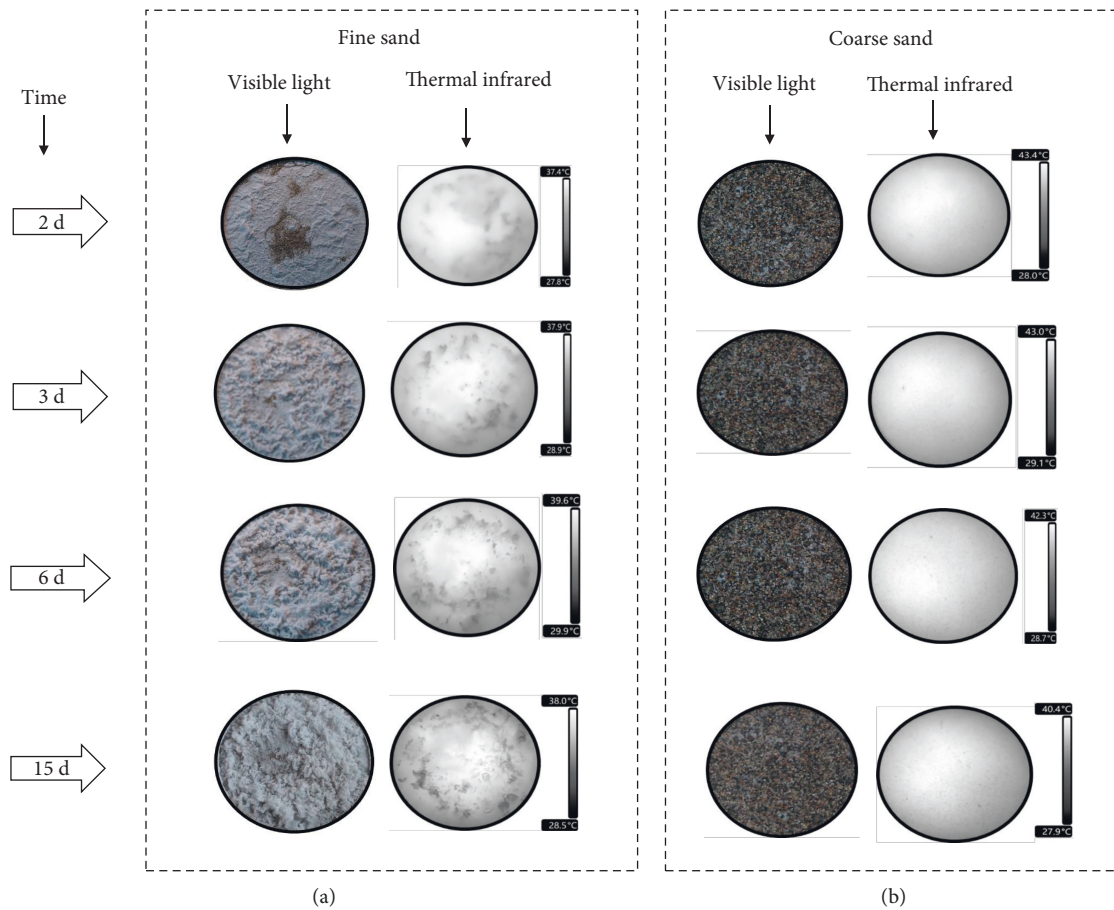 Fine sand
Coarse sand
Visible light
Thermal infrared
Visible light
Thermal infrared
Time
2 d
37.4°C
27.8°C
43.4°C
28.0°C
3 d
37.9°C
28.9°C
43.0°C
29.1°C
6 d
39.6°C
29.9°C
42.3°C
28.7°C
15 d
38.0°C
28.5°C
40.4°C
27.9°C
(a)
(b)